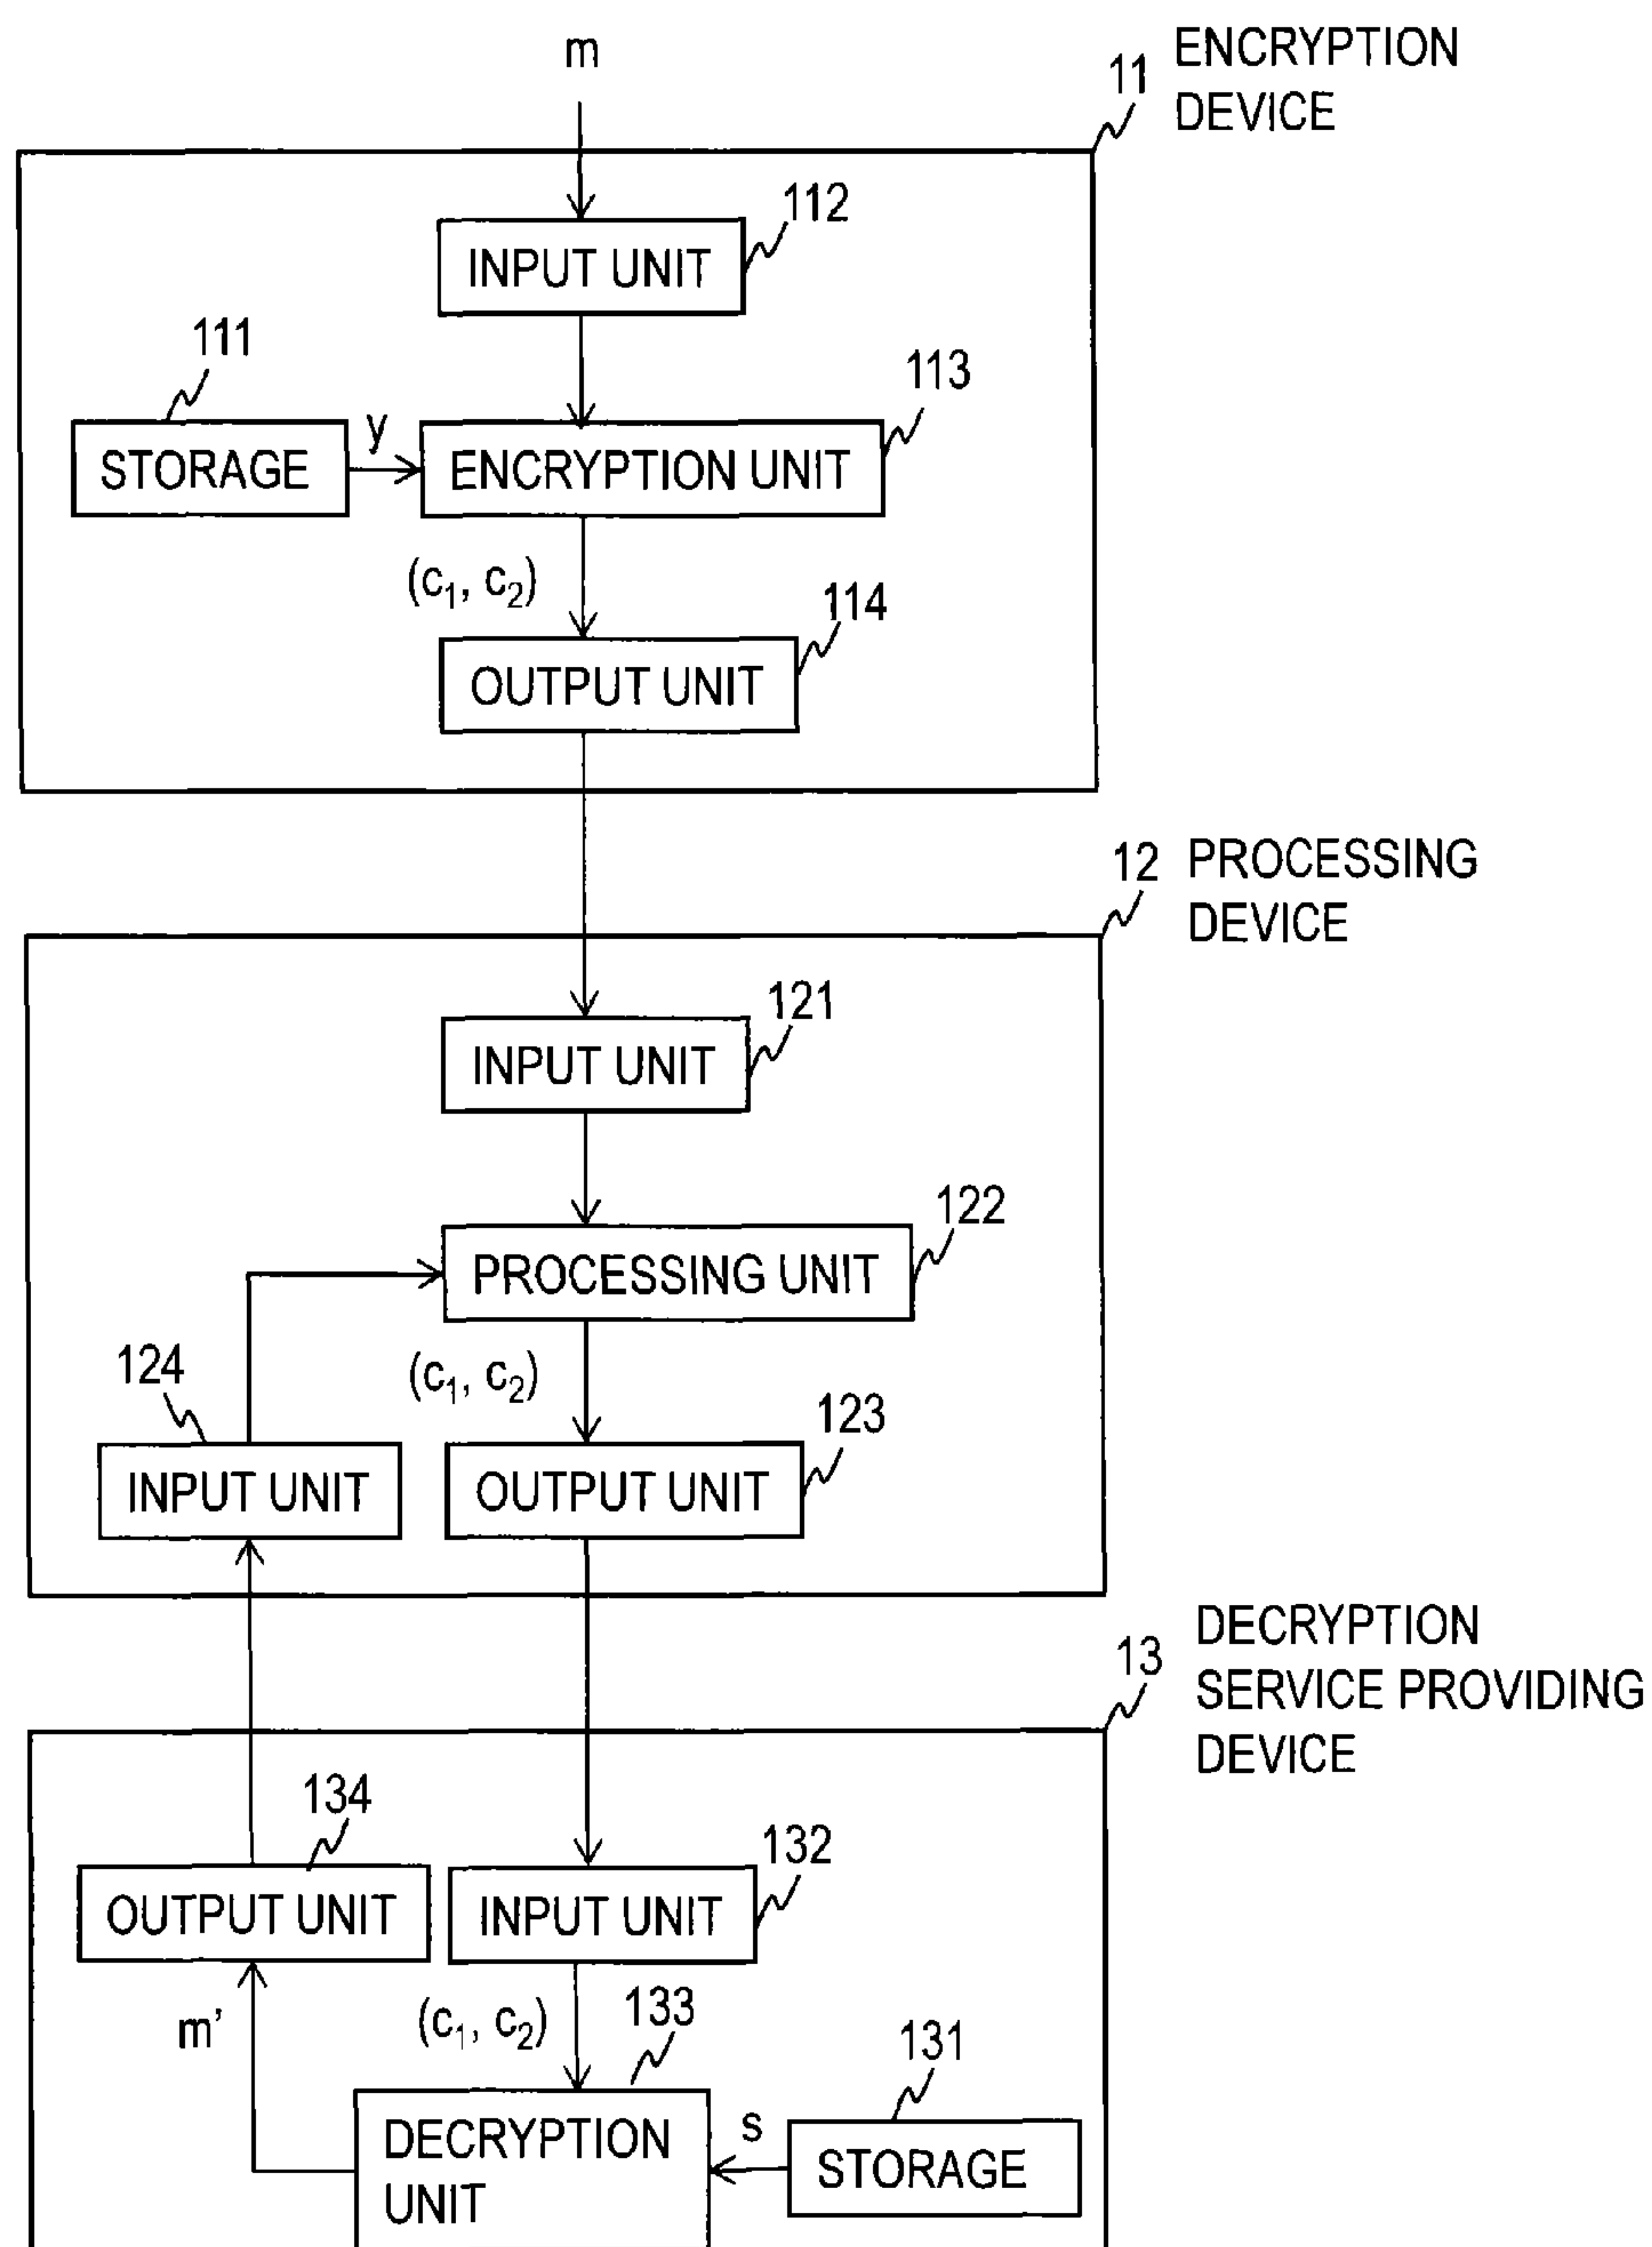 m
11
ENCRYPTION
DEVICE
112
INPUT UNIT
111
113
STORAGE
y
ENCRYPTION UNIT
(c₁, c₂)
114
OUTPUT UNIT
12
PROCESSING
DEVICE
121
INPUT UNIT
122
PROCESSING UNIT
124
(c₁, c₂)
123
INPUT UNIT
OUTPUT UNIT
13
DECRYPTION
SERVICE PROVIDING
DEVICE
134
132
OUTPUT UNIT
INPUT UNIT
m'
(c₁, c₂)
133
131
DECRYPTION
UNIT
s
STORAGE